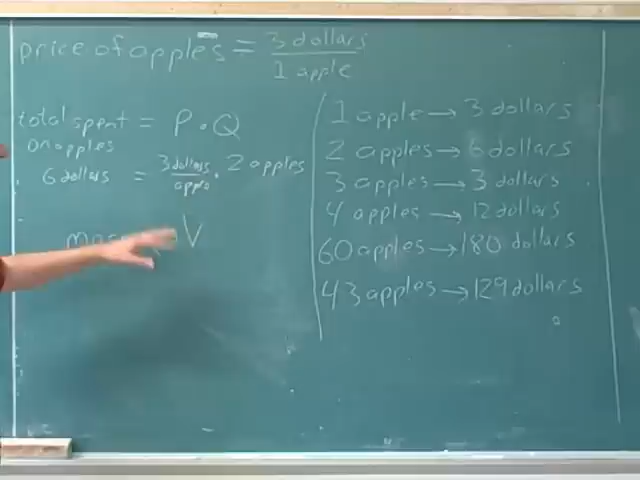 price of apples = 3 dollars / 1 apple
total spent on apples = P · Q
6 dollars = 3 dollars / apple · 2 apples
V
1 apple → 3 dollars
2 apples → 6 dollars
3 apples → 3 dollars
4 apples → 12 dollars
60 apples → 180 dollars
43 apples → 129 dollars